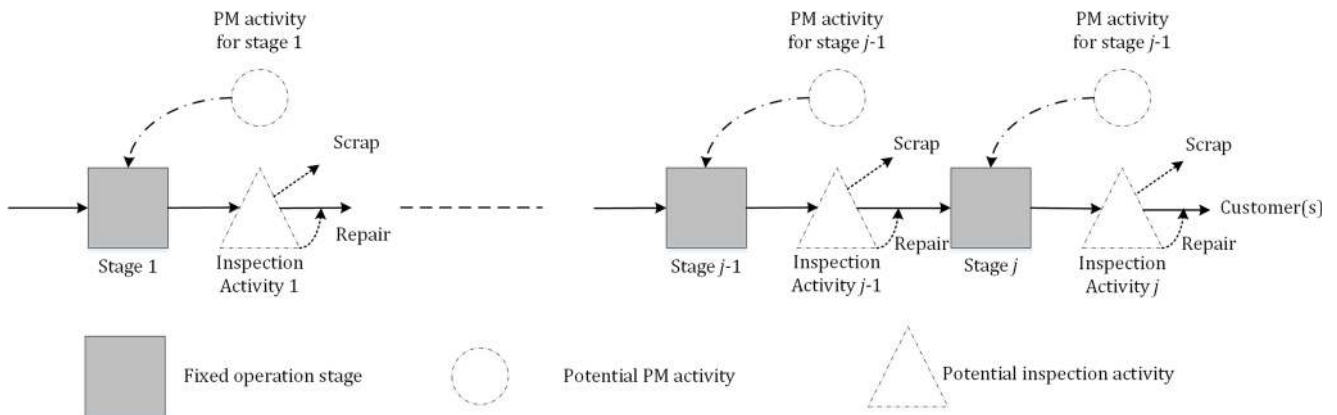 PM activity
for stage 1
PM activity
for stage j-1
PM activity
for stage j-1
Scrap
Scrap
Scrap
Repair
Repair
Customer(s)
Repair
Stage 1
Inspection
Activity 1
Stage j-1
Inspection
Activity j-1
Stage j
Inspection
Activity j
Fixed operation stage
Potential PM activity
Potential inspection activity